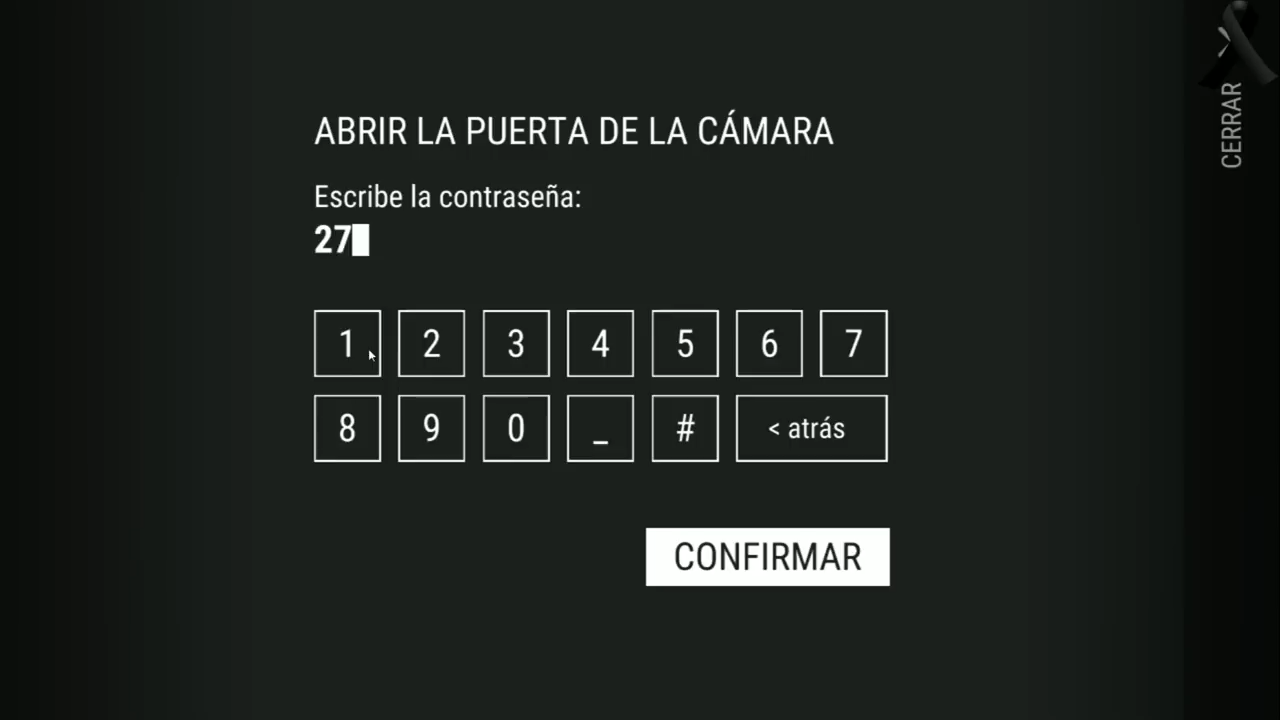 ABRIR LA PUERTA DE LA CÁMARA
Escribe la contraseña:
27
1 2 3 4 5 6 7
8 9 0 _ # < atrás
CONFIRMAR
CERRAR